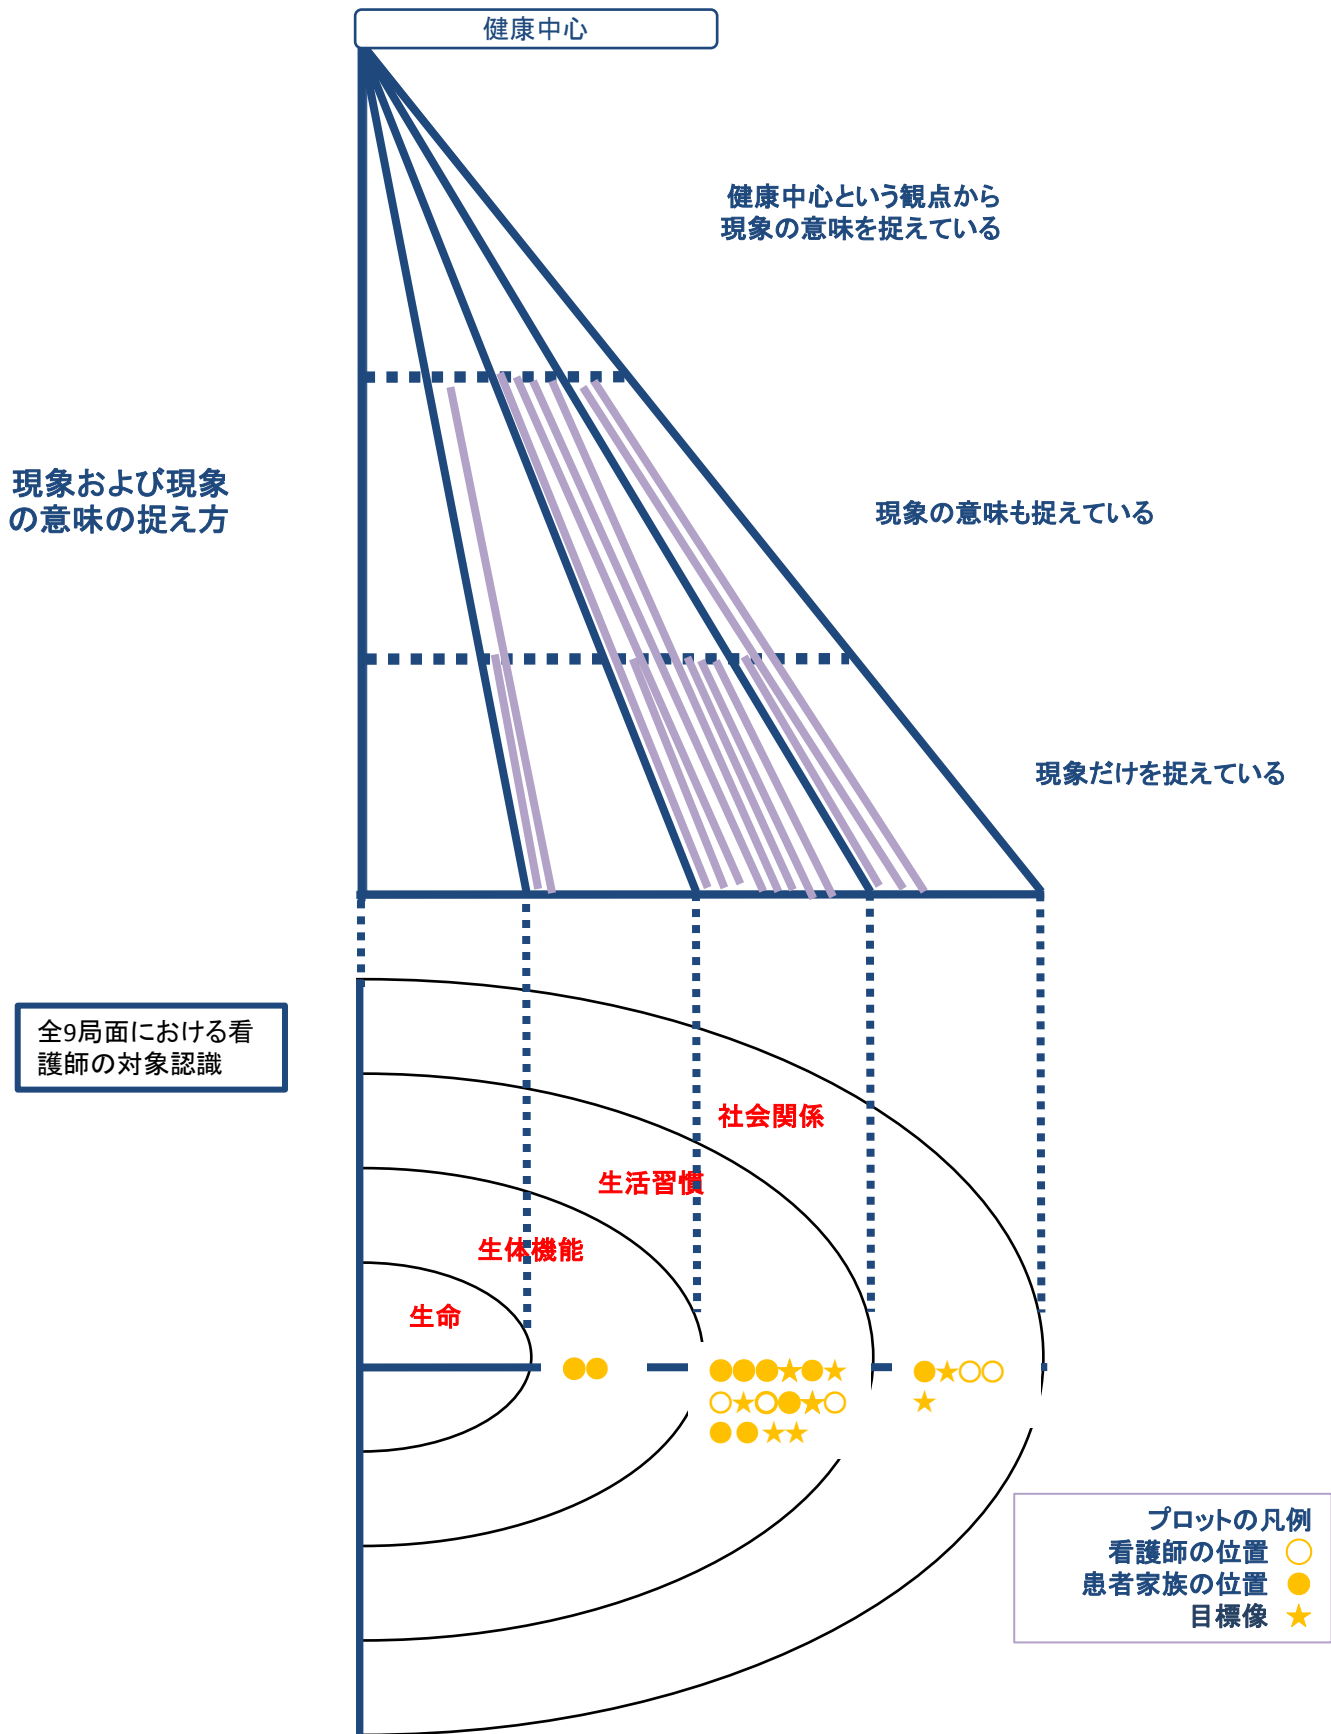 健康中心
健康中心という観点から
現象の意味を捉えている
現象および現象
の意味の捉え方
現象の意味も捉えている
現象だけを捉えている
全9局面における看
護師の対象認識
社会関係
生活習慣
生体機能
生命
プロットの凡例
看護師の位置 ○
患者家族の位置 ●
目標像 ★